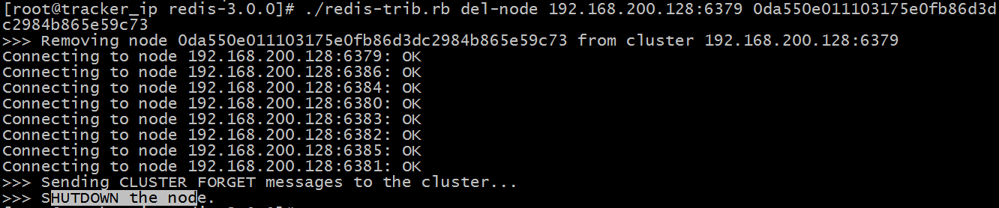 [root@tracker_ip redis-3.0.0]# ./redis-trib.rb del-node 192.168.200.128:6379 0da550e011103175e0fb86d3d
c2984b865e59c73
>>> Removing node 0da550e011103175e0fb86d3dc2984b865e59c73 from cluster 192.168.200.128:6379
Connecting to node 192.168.200.128:6379: OK
Connecting to node 192.168.200.128:6386: OK
Connecting to node 192.168.200.128:6384: OK
Connecting to node 192.168.200.128:6380: OK
Connecting to node 192.168.200.128:6383: OK
Connecting to node 192.168.200.128:6382: OK
Connecting to node 192.168.200.128:6385: OK
Connecting to node 192.168.200.128:6381: OK
>>> Sending CLUSTER FORGET messages to the cluster...
>>> SHUTDOWN the node.